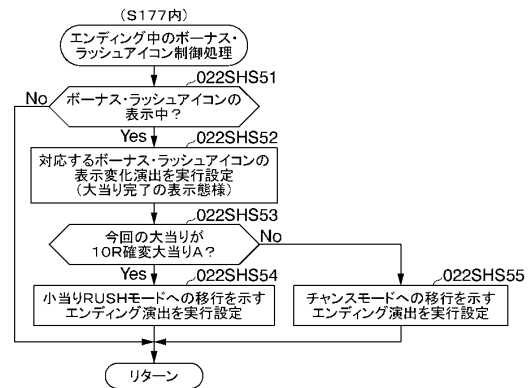 (S177内)
エンディング中のボーナス・
ラッシュアイコン制御処理
022SHS51
No
ボーナス・ラッシュアイコンの
表示中？
Yes
022SHS52
対応するボーナス・ラッシュアイコンの
表示変化演出を実行設定
(大当り完了の表示態様)
022SHS53
今回の大当りが
10R確変大当りA？
No
Yes
022SHS54
022SHS55
小当りRUSHモードへの移行を示す
エンディング演出を実行設定
チャンスモードへの移行を示す
エンディング演出を実行設定
リターン